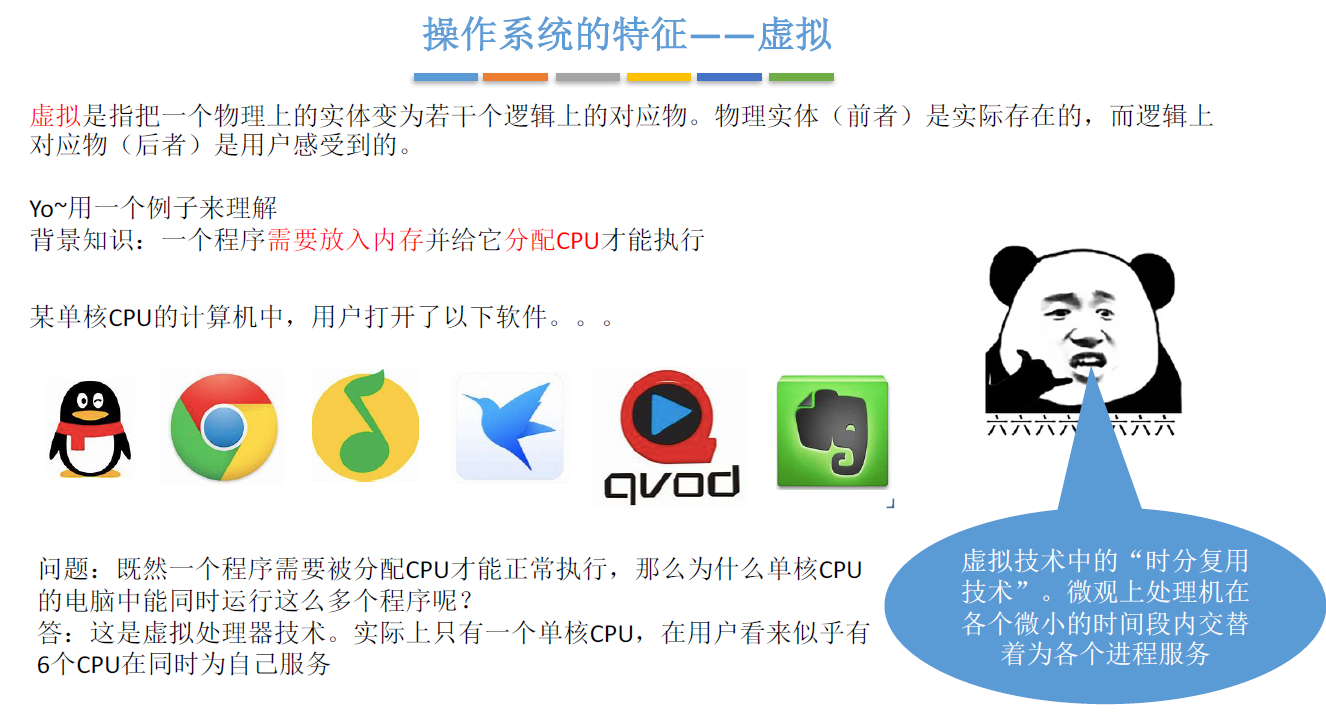 操作系统的特征——虚拟
虚拟是指把一个物理上的实体变为若干个逻辑上的对应物。物理实体（前者）是实际存在的，而逻辑上
对应物（后者）是用户感受到的。
Yo~用一个例子来理解
背景知识：一个程序需要放入内存并给它分配CPU才能执行
某单核CPU的计算机中，用户打开了以下软件。。。
qvod
六六六六六六六六
问题：既然一个程序需要被分配CPU才能正常执行，那么为什么单核CPU
的电脑中能同时运行这么多个程序呢？
答：这是虚拟处理器技术。实际上只有一个单核CPU，在用户看来似乎有
6个CPU在同时为自己服务
虚拟技术中的“时分复用
技术”。微观上处理机在
各个微小的时间段内交替
着为各个进程服务